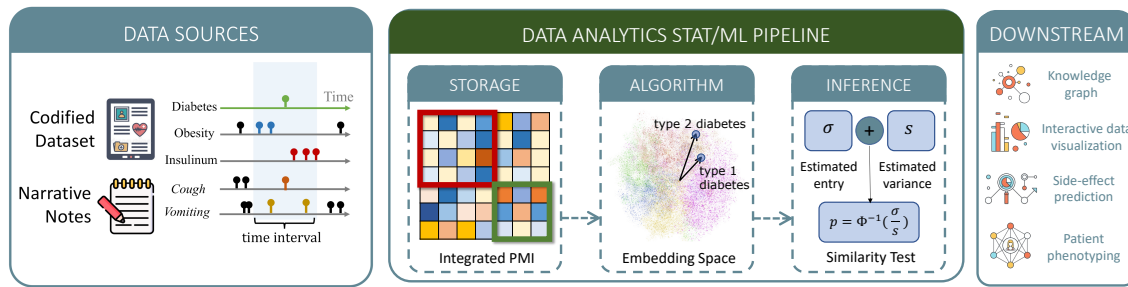 DATA SOURCES
Codified
Dataset
Narrative
Notes
Time
Diabetes
Obesity
Insulinum
Cough
Vomiting
time interval
DATA ANALYTICS STAT/ML PIPELINE
STORAGE
Integrated PMI
ALGORITHM
type 2 diabetes
type 1
diabetes
Embedding Space
INFERENCE
σ + s
Estimated
entry
Estimated
variance
p = Φ⁻¹(σ/s)
Similarity Test
DOWNSTREAM
Knowledge
graph
Interactive data
visualization
Side-effect
prediction
Patient
phenotyping